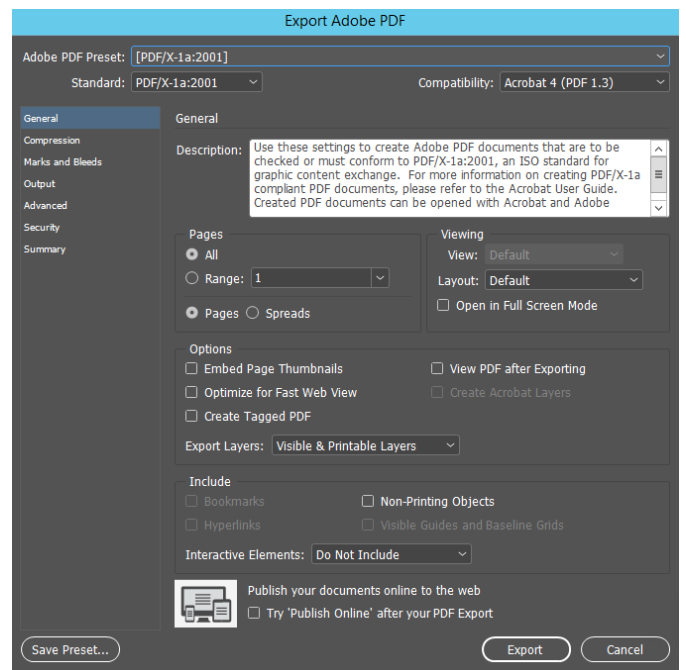 Export Adobe PDF
Adobe PDF Preset: [PDF/X-1a:2001]
Standard: PDF/X-1a:2001 Compatibility: Acrobat 4 (PDF 1.3)
General
Compression
Marks and Bleeds
Output
Advanced
Security
Summary
General
Description: Use these settings to create Adobe PDF documents that are to be
checked or must conform to PDF/X-1a:2001, an ISO standard for
graphic content exchange. For more information on creating PDF/X-1a
compliant PDF documents, please refer to the Acrobat User Guide.
Created PDF documents can be opened with Acrobat and Adobe
Pages
All
Range: 1
Pages Spreads
Viewing
View: Default
Layout: Default
Open in Full Screen Mode
Options
Embed Page Thumbnails View PDF after Exporting
Optimize for Fast Web View Create Acrobat Layers
Create Tagged PDF
Export Layers: Visible & Printable Layers
Include
Bookmarks Non-Printing Objects
Hyperlinks Visible Guides and Baseline Grids
Interactive Elements: Do Not Include
Publish your documents online to the web
Try 'Publish Online' after your PDF Export
Save Preset... Export Cancel